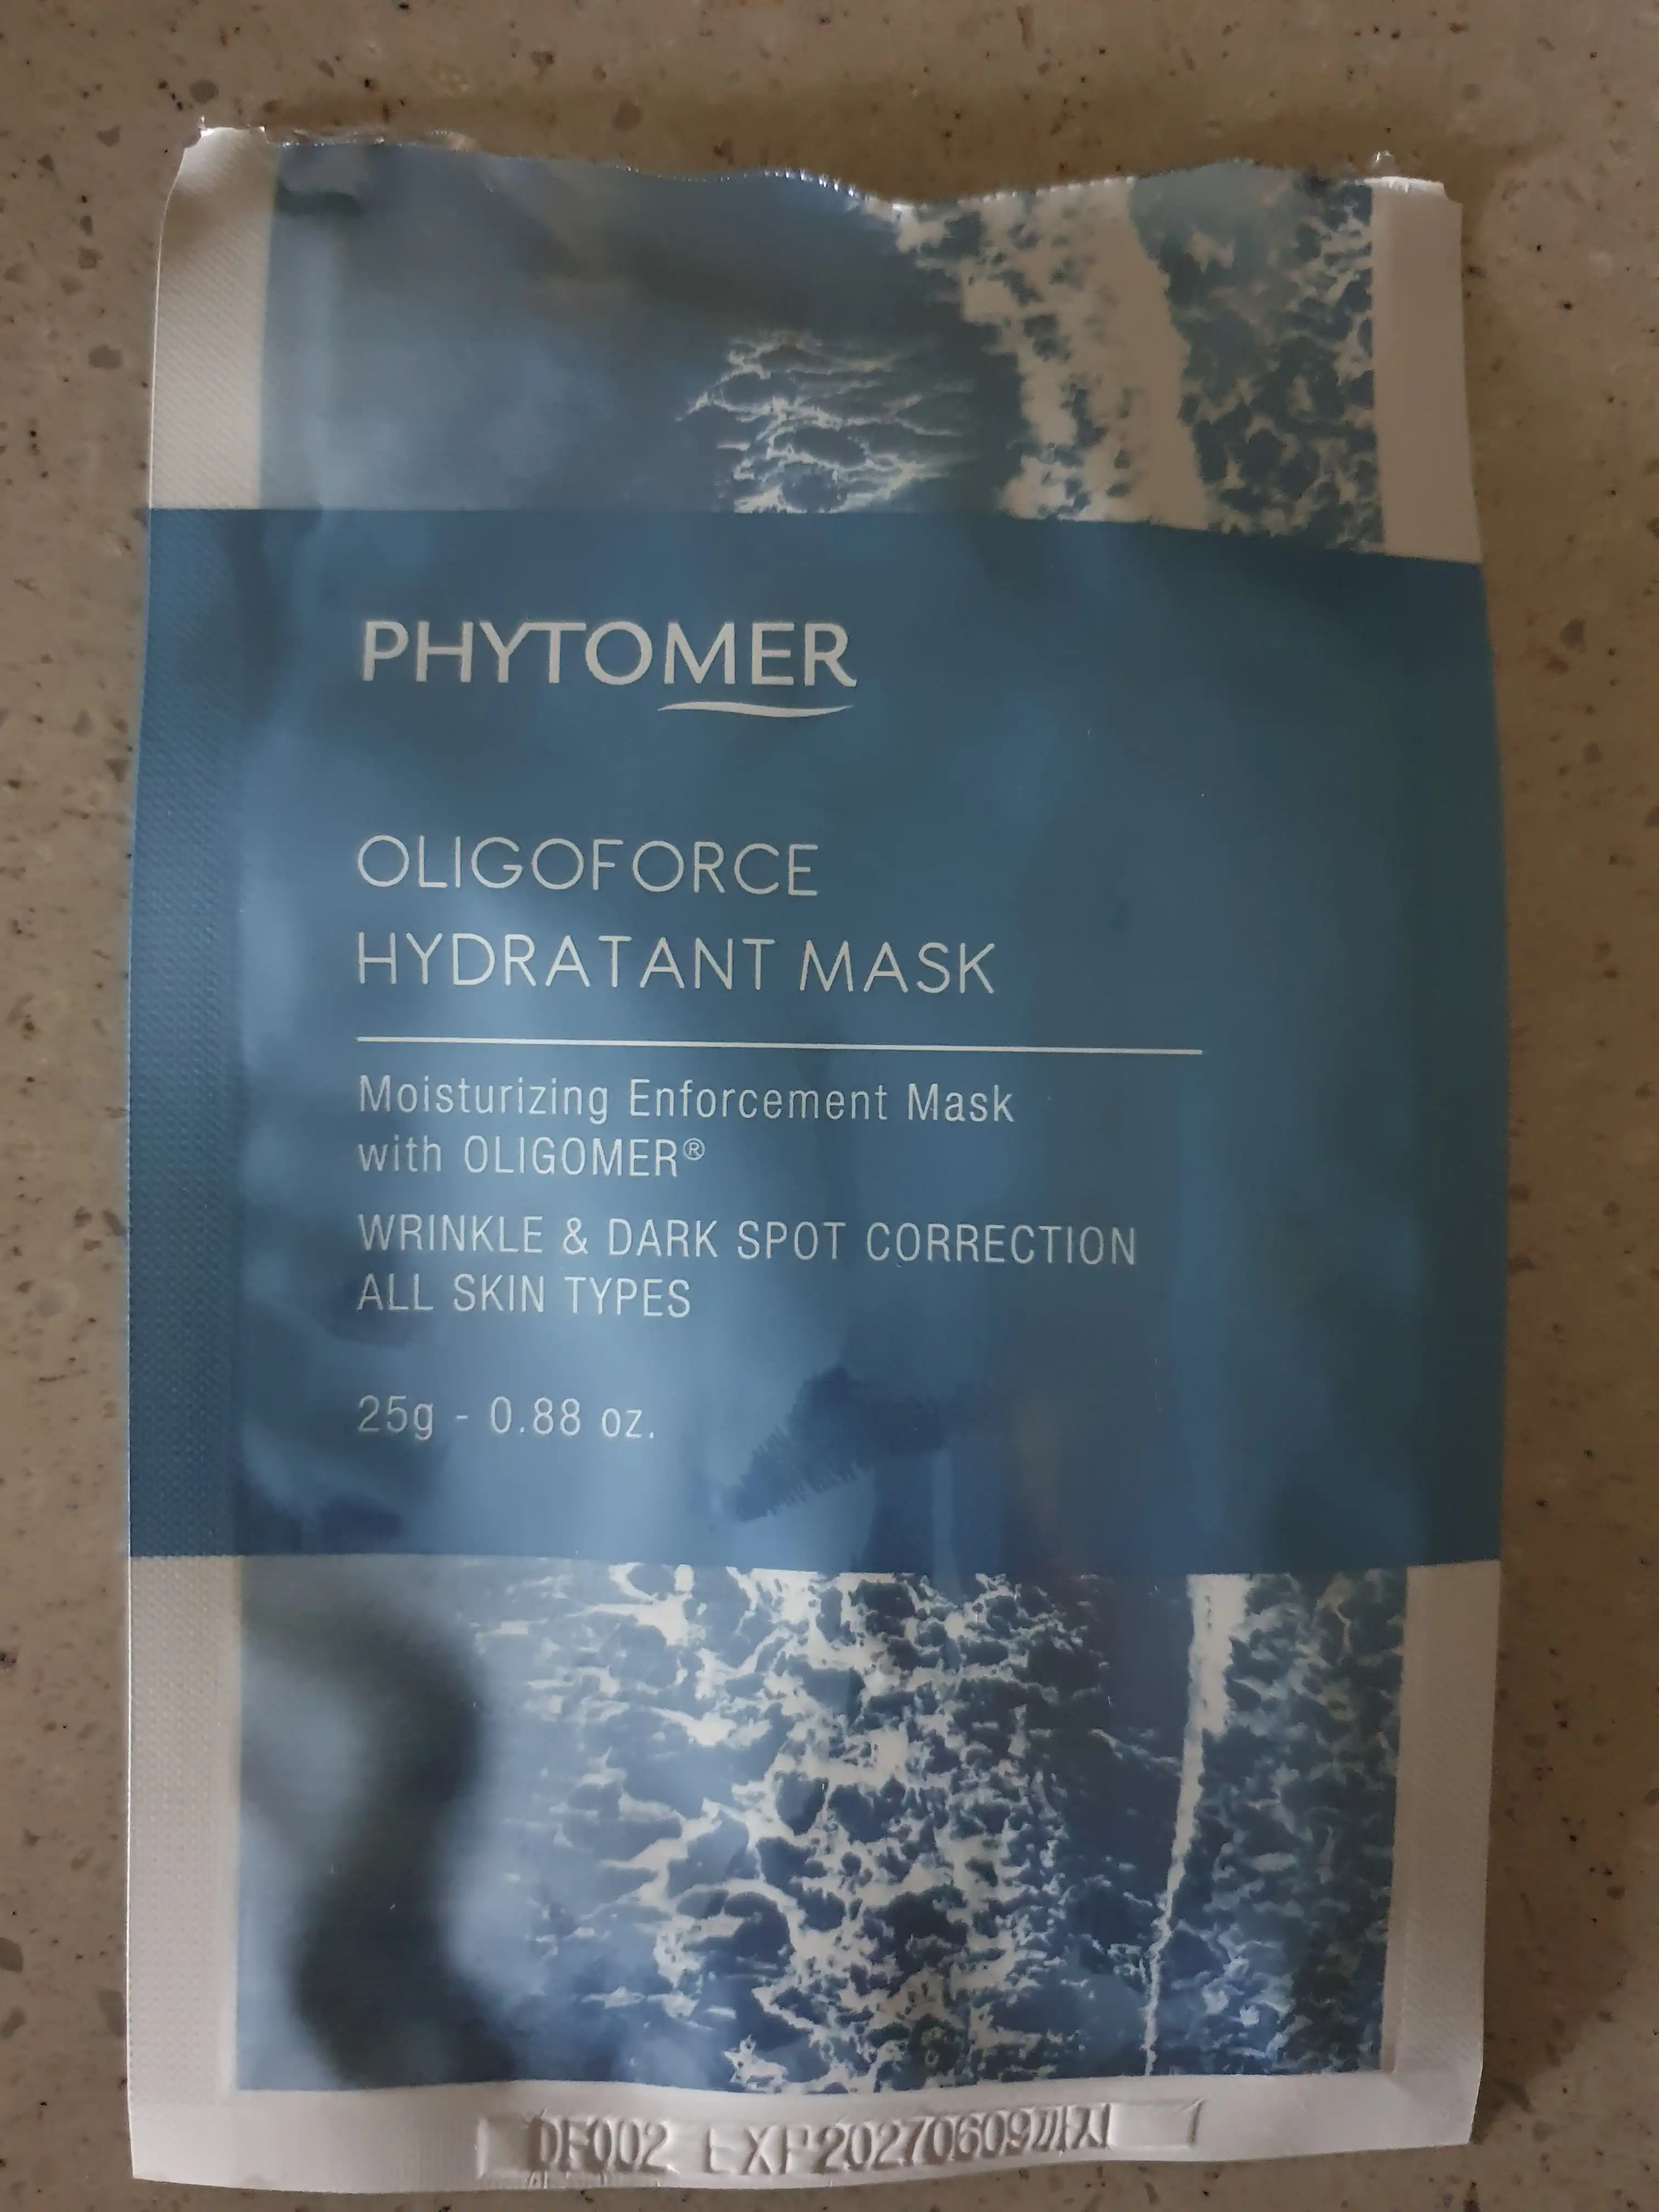 PHYTOMER
OLIGOFORCE
HYDRATANT MASK
Moisturizing Enforcement Mask
with OLIGOMER®
WRINKLE & DARK SPOT CORRECTION
ALL SKIN TYPES
25g - 0.88 oz.
DF002 EXP20270609까지